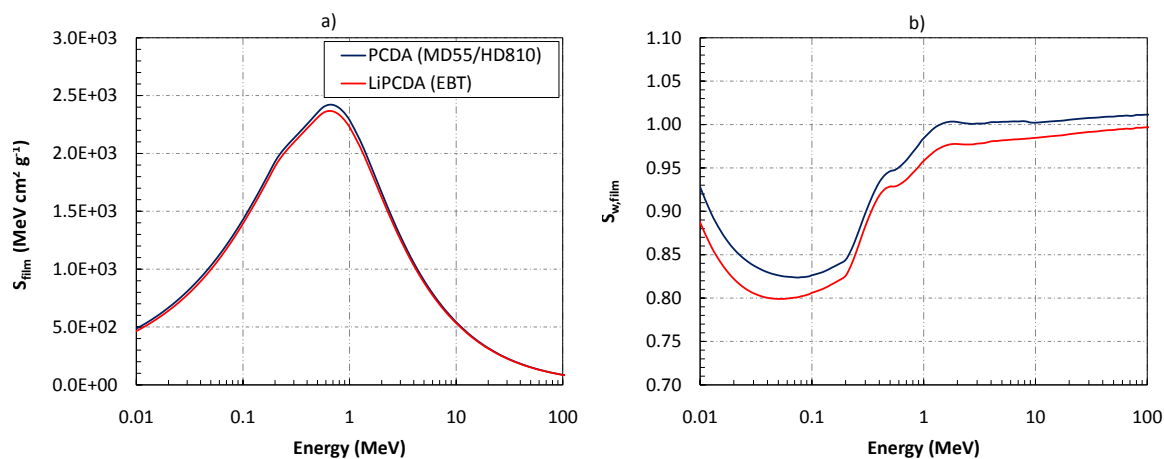 a)
3.0E+03
2.5E+03
2.0E+03
1.5E+03
1.0E+03
5.0E+02
0.0E+00
S_film (MeV cm² g⁻¹)
PCDA (MD55/HD810)
LiPCDA (EBT)
0.01 0.1 1 10 100
Energy (MeV)
b)
1.10
1.05
1.00
0.95
0.90
0.85
0.80
0.75
0.70
S_w,film
0.01 0.1 1 10 100
Energy (MeV)